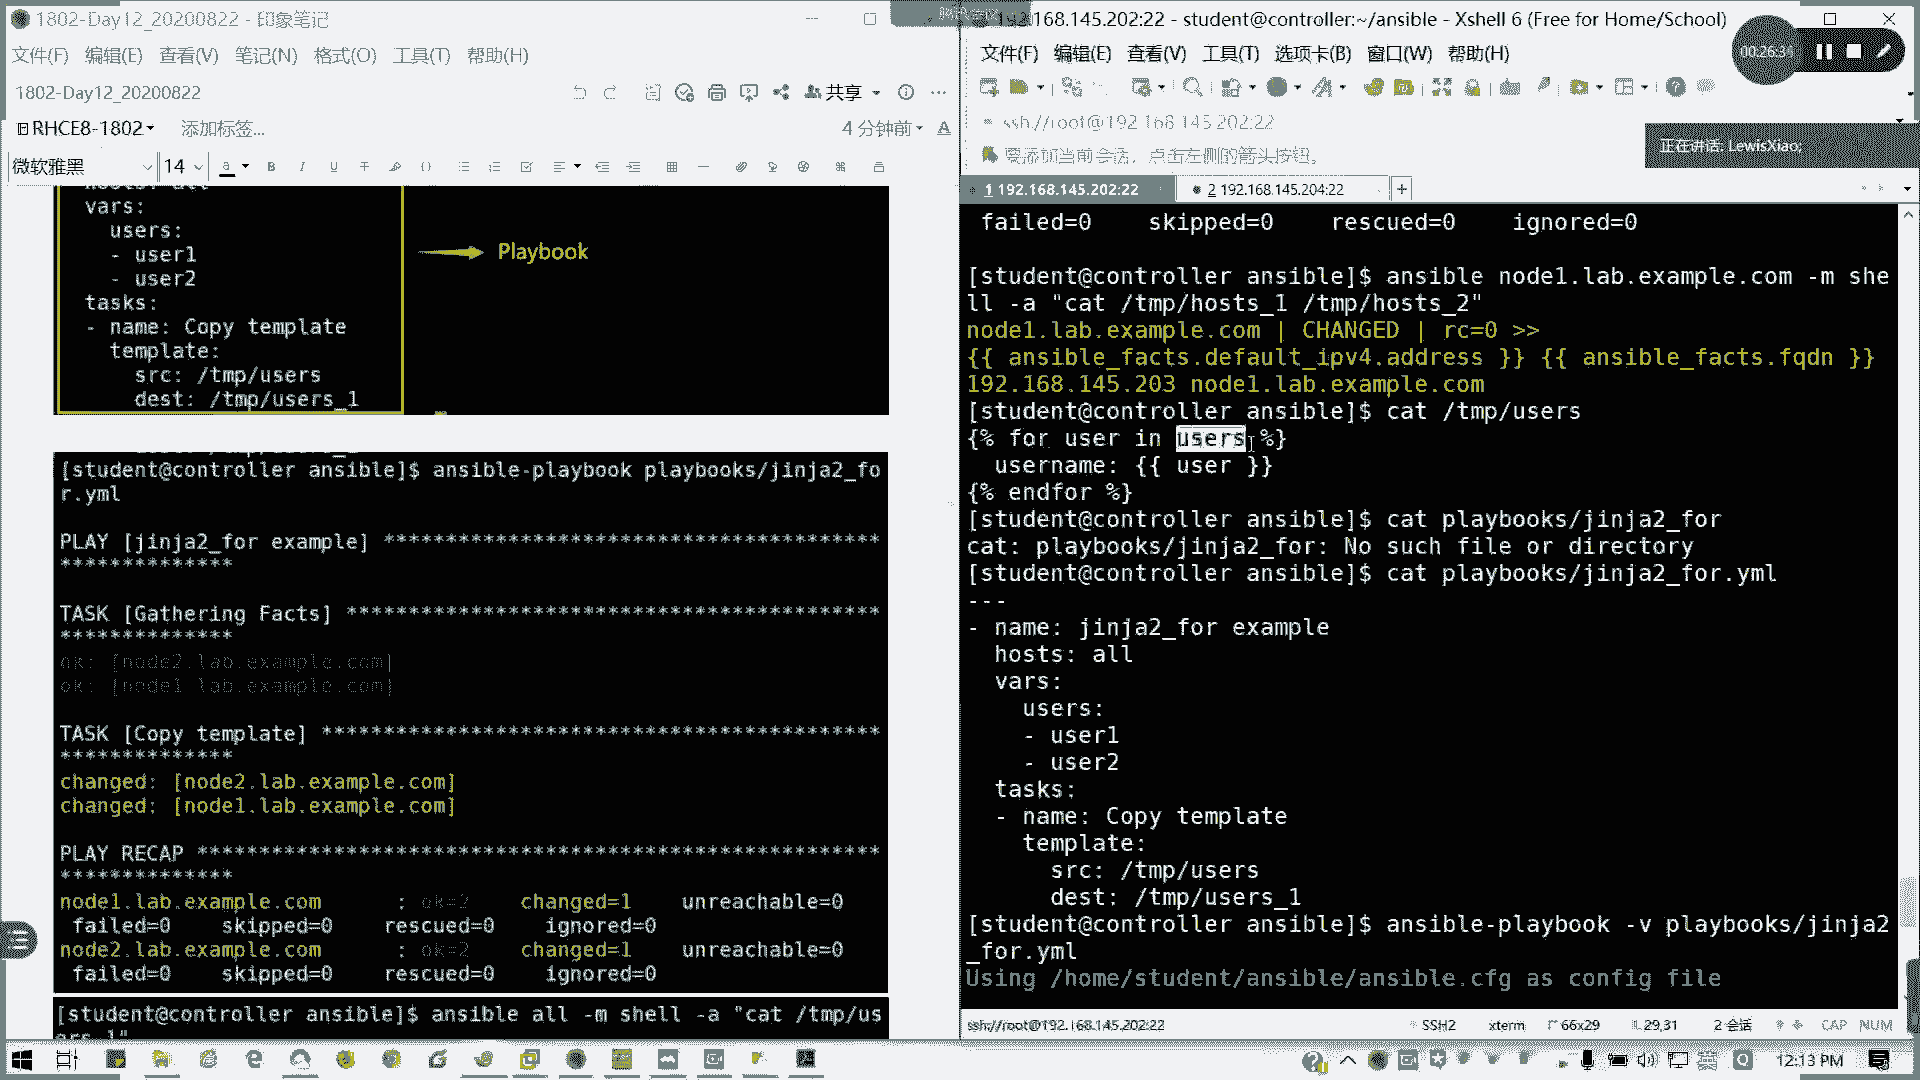 1802-Day12_20200822 - 印象笔记
文件(F) 编辑(E) 查看(V) 笔记(N) 格式(O) 工具(T) 帮助(H)
1802-Day12_20200822
共享
RHCE8-1802
添加标签...
4 分钟前
微软雅黑
14
vars:
users:
- user1
- user2
tasks:
- name: Copy template
template:
src: /tmp/users
dest: /tmp/users_1
Playbook
[student@controller ansible]$ ansible-playbook playbooks/jinja2_fo
r.yml
PLAY [jinja2_for example] ******************************************
**************
TASK [Gathering Facts] *********************************************
**************
ok: [node2.lab.example.com]
ok: [node1 lab.example.com]
TASK [Copy template] ***********************************************
**************
changed: [node2.lab.example.com]
changed: [node1.lab.example.com]
PLAY RECAP *********************************************************
**************
node1.lab.example.com : ok=2 changed=1 unreachable=0
failed=0 skipped=0 rescued=0 ignored=0
node2.lab.example.com : ok=2 changed=1 unreachable=0
failed=0 skipped=0 rescued=0 ignored=0
[student@controller ansible]$ ansible all -m shell -a "cat /tmp/us
192.168.145.202:22 - student@controller:~/ansible - Xshell 6 (Free for Home/School)
文件(F) 编辑(E) 查看(V) 工具(T) 选项卡(B) 窗口(W) 帮助(H)
00:26:34
ssh://root@192.168.145.202:22
要添加当前会话，点击左侧的箭头按钮。
正在讲话: LewisXiao;
1 192.168.145.202:22
2 192.168.145.204:22
failed=0 skipped=0 rescued=0 ignored=0
[student@controller ansible]$ ansible node1.lab.example.com -m she
ll -a "cat /tmp/hosts_1 /tmp/hosts_2"
node1.lab.example.com | CHANGED | rc=0 >>
{{ ansible_facts.default_ipv4.address }} {{ ansible_facts.fqdn }}
192.168.145.203 node1.lab.example.com
[student@controller ansible]$ cat /tmp/users
{% for user in users %}
username: {{ user }}
{% endfor %}
[student@controller ansible]$ cat playbooks/jinja2_for
cat: playbooks/jinja2_for: No such file or directory
[student@controller ansible]$ cat playbooks/jinja2_for.yml
---
- name: jinja2_for example
hosts: all
vars:
users:
- user1
- user2
tasks:
- name: Copy template
template:
src: /tmp/users
dest: /tmp/users_1
[student@controller ansible]$ ansible-playbook -v playbooks/jinja2
_for.yml
Using /home/student/ansible/ansible.cfg as config file
ssh://root@192.168.145.202:22
SSH2 xterm 66x29 29,31 2 会话 CAP NUM
12:13 PM